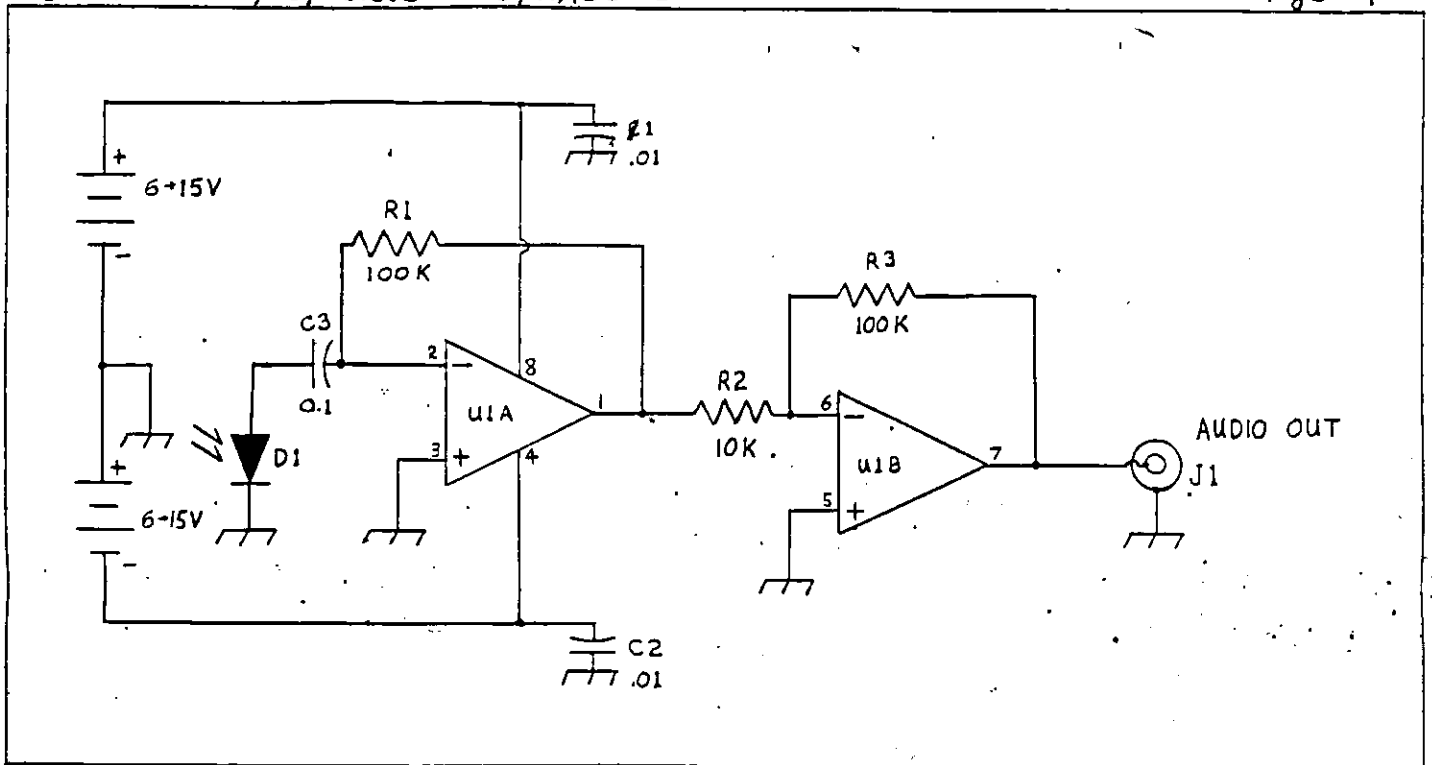 +
6→15V
-
+
6→15V
-
C1
.01
R1
100K
C3
0.1
D1
2
-
3
+
8
4
1
U1A
R2
10K.
R3
100K
6
-
5
+
7
U1B
AUDIO OUT
J1
C2
.01